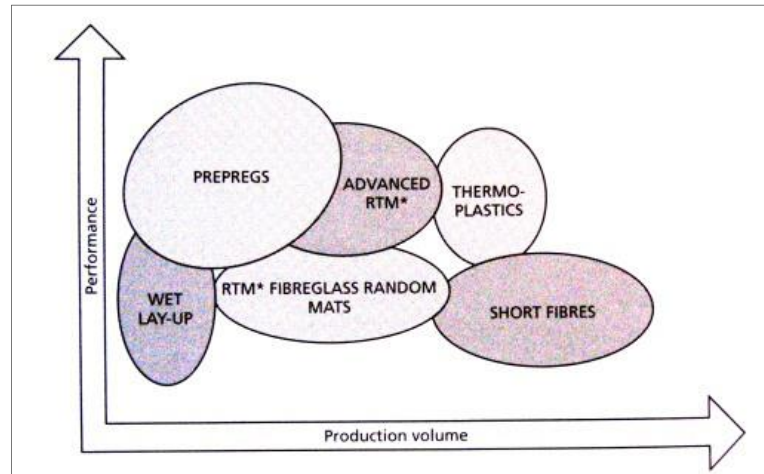 Performance
PREPREGS
ADVANCED
RTM*
THERMO-
PLASTICS
WET
LAY-UP
RTM* FIBREGLASS RANDOM
MATS
SHORT FIBRES
Production volume